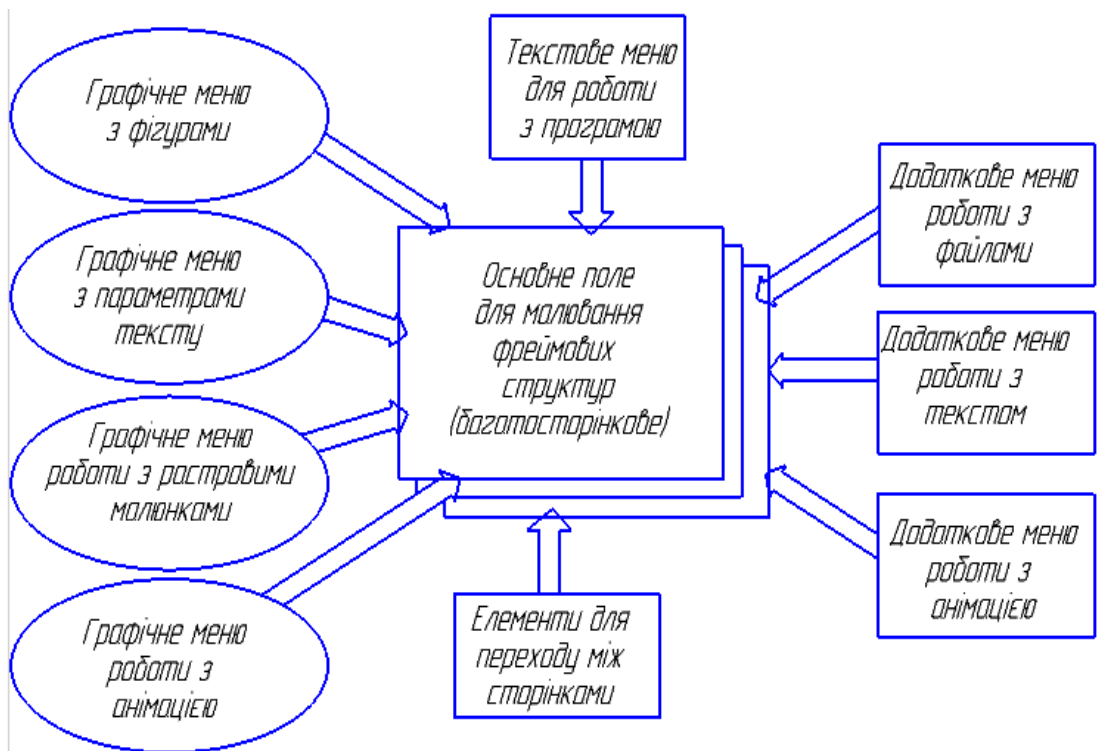 Графічне меню
з фігурами
Текстове меню
для роботи
з програмою
Додаткове меню
роботи з
файлами
Графічне меню
з параметрами
тексту
Основне поле
для малювання
фреймових
структур
(багатосторінкове)
Додаткове меню
роботи з
текстом
Графічне меню
роботи з растровими
малюнками
Додаткове меню
роботи з
анімацією
Графічне меню
роботи з
анімацією
Елементи для
переходу між
сторінками